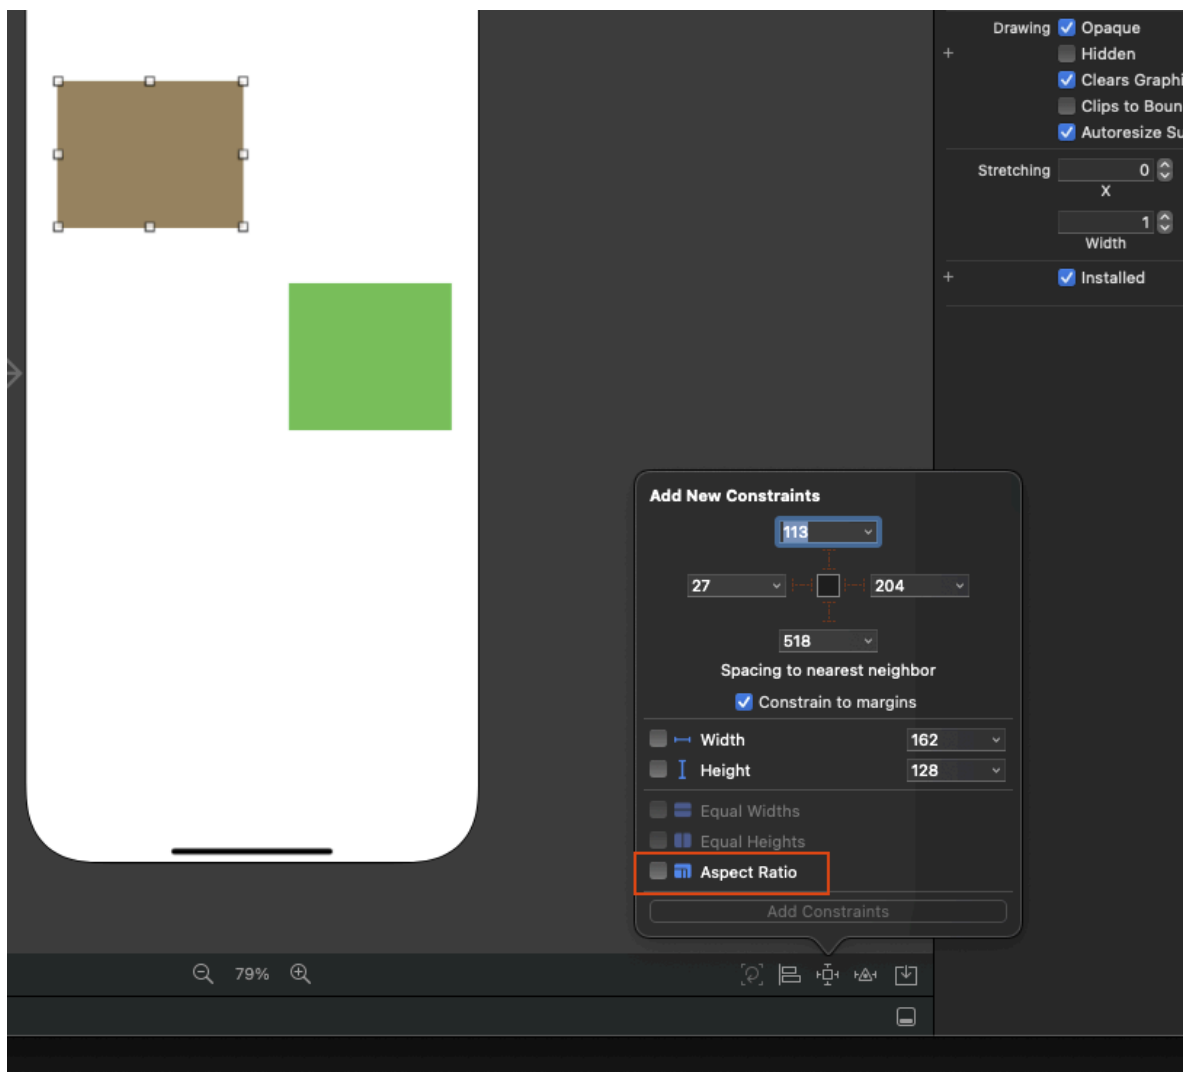 Drawing
Opaque
Hidden
Clears Graphi
Clips to Boun
Autoresize Su
Stretching
0
X
1
Width
Installed
Add New Constraints
113
27
204
518
Spacing to nearest neighbor
Constrain to margins
Width 162
Height 128
Equal Widths
Equal Heights
Aspect Ratio
Add Constraints
79%